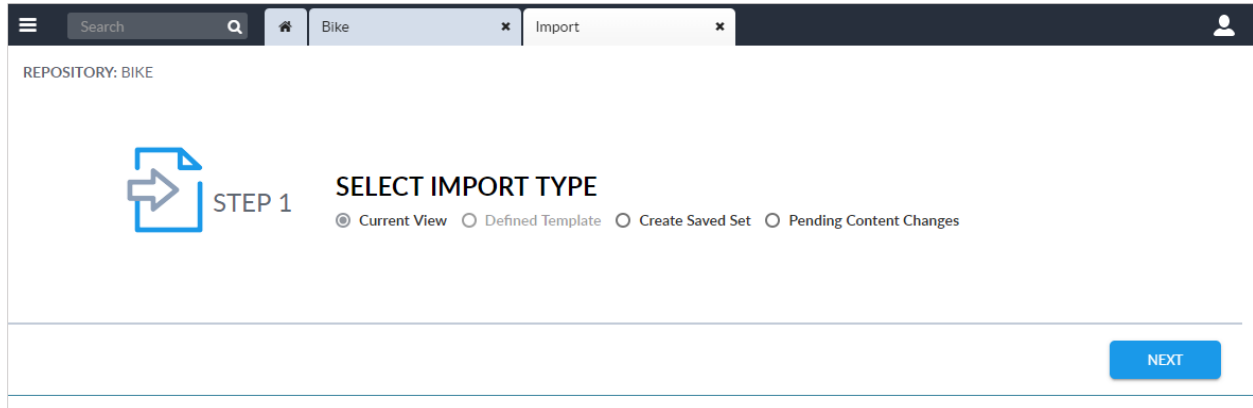 Search Bike Import
REPOSITORY: BIKE
STEP 1
SELECT IMPORT TYPE
Current View Defined Template Create Saved Set Pending Content Changes
NEXT